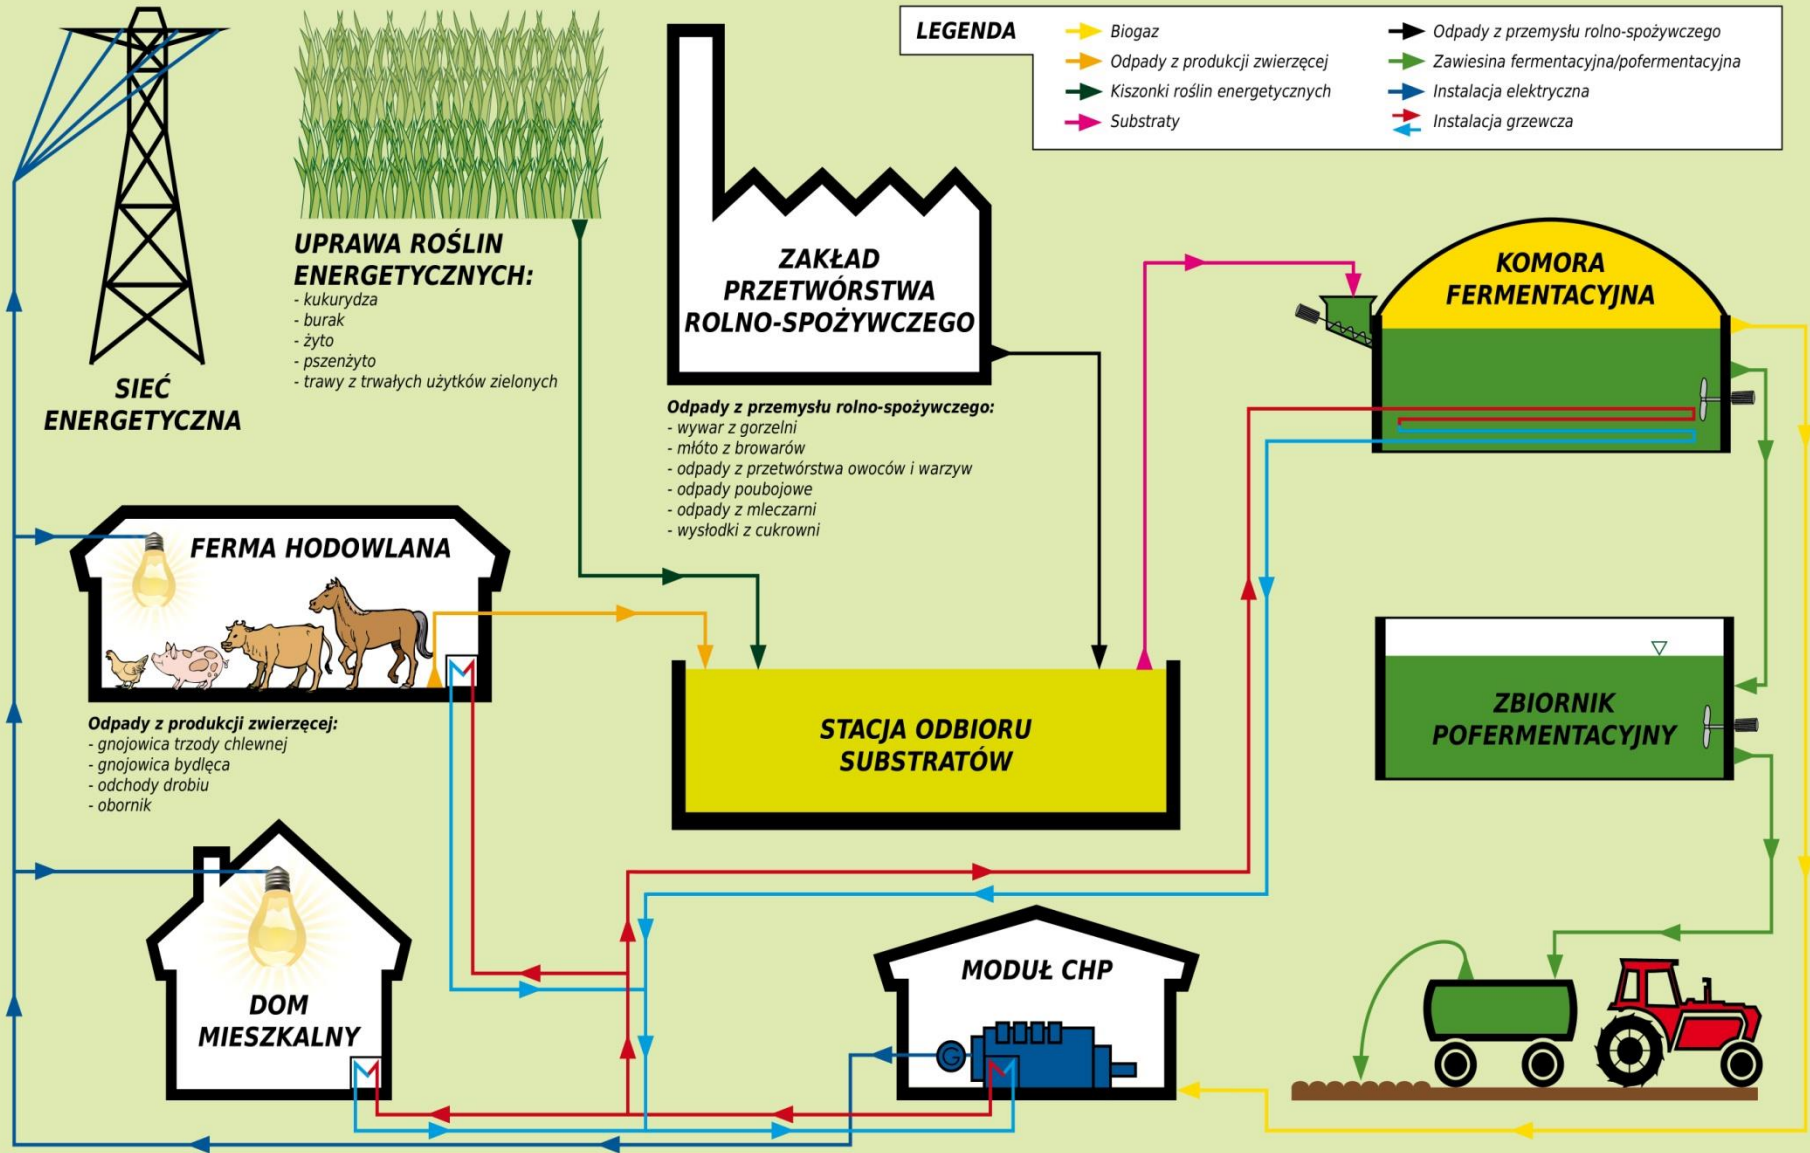 LEGENDA
Biogaz
Odpady z produkcji zwierzęcej
Kiszonki roślin energetycznych
Substraty
Odpady z przemysłu rolno-spożywczego
Zawiesina fermentacyjna/pofermentacyjna
Instalacja elektryczna
Instalacja grzewcza
SIEĆ
ENERGETYCZNA
UPRAWA ROŚLIN
ENERGETYCZNYCH:
- kukurydza
- burak
- żyto
- pszenżyto
- trawy z trwałych użytków zielonych
ZAKŁAD
PRZETWÓRSTWA
ROLNO-SPOŻYWCZEGO
Odpady z przemysłu rolno-spożywczego:
- wywar z gorzelni
- młóto z browarów
- odpady z przetwórstwa owoców i warzyw
- odpady poubojowe
- odpady z mleczarni
- wysłodki z cukrowni
KOMORA
FERMENTACYJNA
FERMA HODOWLANA
Odpady z produkcji zwierzęcej:
- gnojowica trzody chlewnej
- gnojowica bydlęca
- odchody drobiu
- obornik
STACJA ODBIORU
SUBSTRATÓW
ZBIORNIK
POFERMENTACYJNY
DOM
MIESZKALNY
MODUŁ CHP
G